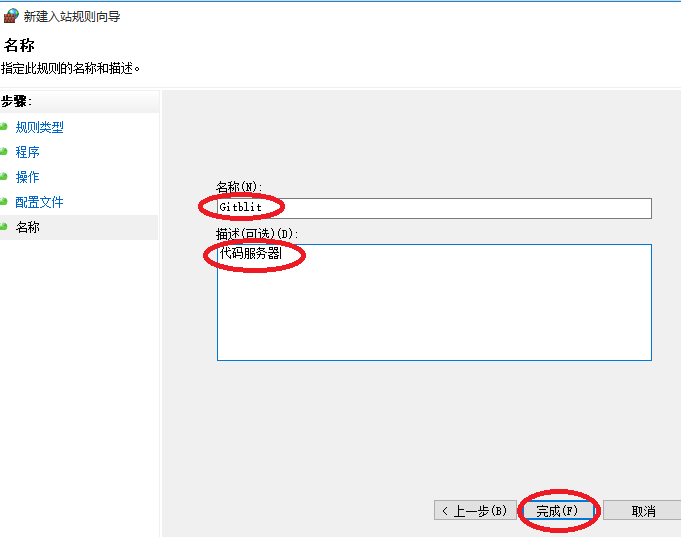 新建入站规则向导
名称
指定此规则的名称和描述。
步骤:
规则类型
程序
操作
配置文件
名称
名称(N):
Gitblit
描述(可选)(D):
代码服务器
< 上一步(B)
完成(F)
取消